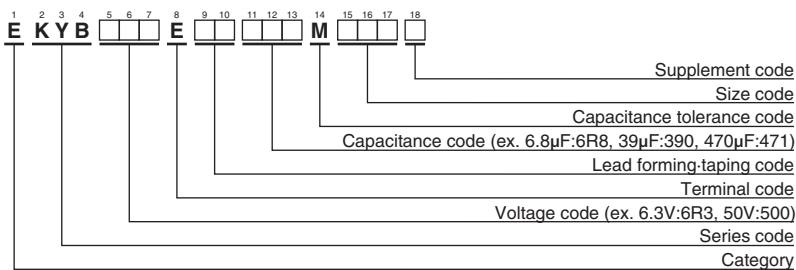 1 2 3 4 5 6 7 8 9 10 11 12 13 14 15 16 17 18
E K Y B E M
Supplement code
Size code
Capacitance tolerance code
Capacitance code (ex. 6.8μF:6R8, 39μF:390, 470μF:471)
Lead forming·taping code
Terminal code
Voltage code (ex. 6.3V:6R3, 50V:500)
Series code
Category